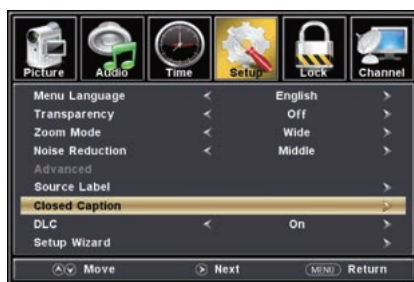 Picture Audio Time Setup Lock Channel
Menu Language < English >
Transparency < Off >
Zoom Mode < Wide >
Noise Reduction < Middle >
Advanced
Source Label >
Closed Caption >
DLC < On >
Setup Wizard >
Move Next MENU Return